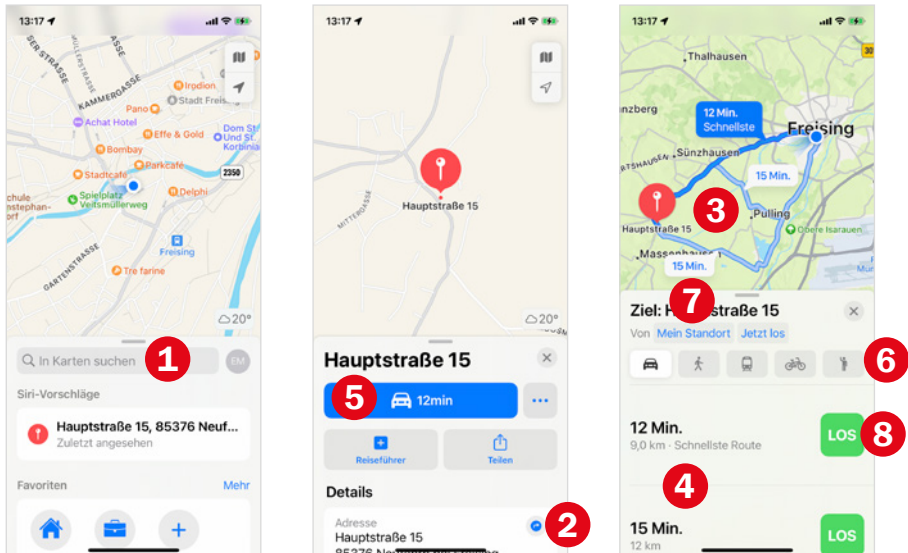 13:17
MÜLLERSTRASSE
KAMMERGASSE
Irodion
Stadt Freising
Pano
Achat Hotel
Effe & Gold
Dom St.
Und St.
Korbinia
Bombay
Parkcafé
Stadtcafé
2350
Spielplatz
Veitsmüllerweg
Delphi
Freising
GARTENSTRASSE
Tre farine
20°
In Karten suchen
1
EM
Siri-Vorschläge
Hauptstraße 15, 85376 Neuf...
Zuletzt angesehen
Favoriten
Mehr
13:17
MITTERGASSE
Hauptstraße 15
20°
Hauptstraße 15
5
12min
Reiseführer
Teilen
Details
Adresse
Hauptstraße 15
2
13:17
Thalhausen
12 Min.
Schnellste
Freising
Sünzhausen
15 Min.
3
Pulling
Hauptstraße 15
Obere Isarauen
15 Min.
7
Ziel:
straße 15
Von Mein Standort Jetzt los
6
12 Min.
9,0 km · Schnellste Route
LOS
8
4
15 Min.
12 km
LOS